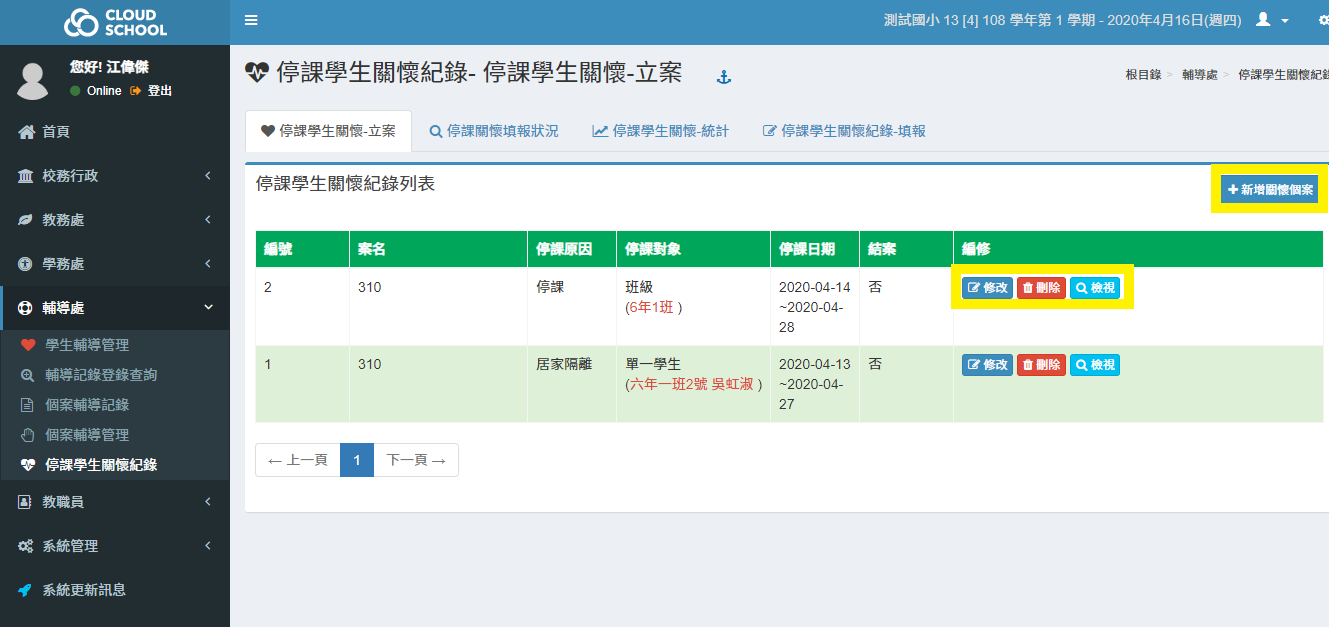 CLOUD
SCHOOL
測試國小 13 [4] 108 學年第 1 學期 - 2020年4月16日(週四)
您好! 江偉傑
Online 登出
首頁
校務行政
教務處
學務處
輔導處
學生輔導管理
輔導記錄登錄查詢
個案輔導記錄
個案輔導管理
停課學生關懷紀錄
教職員
系統管理
系統更新訊息
停課學生關懷紀錄- 停課學生關懷-立案
根目錄 > 輔導處 > 停課學生關懷紀錄
停課學生關懷-立案 停課關懷填報狀況 停課學生關懷-統計 停課學生關懷紀錄-填報
停課學生關懷紀錄列表
新增關懷個案
編號 案名 停課原因 停課對象 停課日期 結案 編修
2 310 停課 班級 2020-04-14 否 修改 刪除 檢視
(6年1班 ) ~2020-04-
28
1 310 居家隔離 單一學生 2020-04-13 否 修改 刪除 檢視
(六年一班2號 吳虹淑 ) ~2020-04-
27
← 上一頁 1 下一頁 →